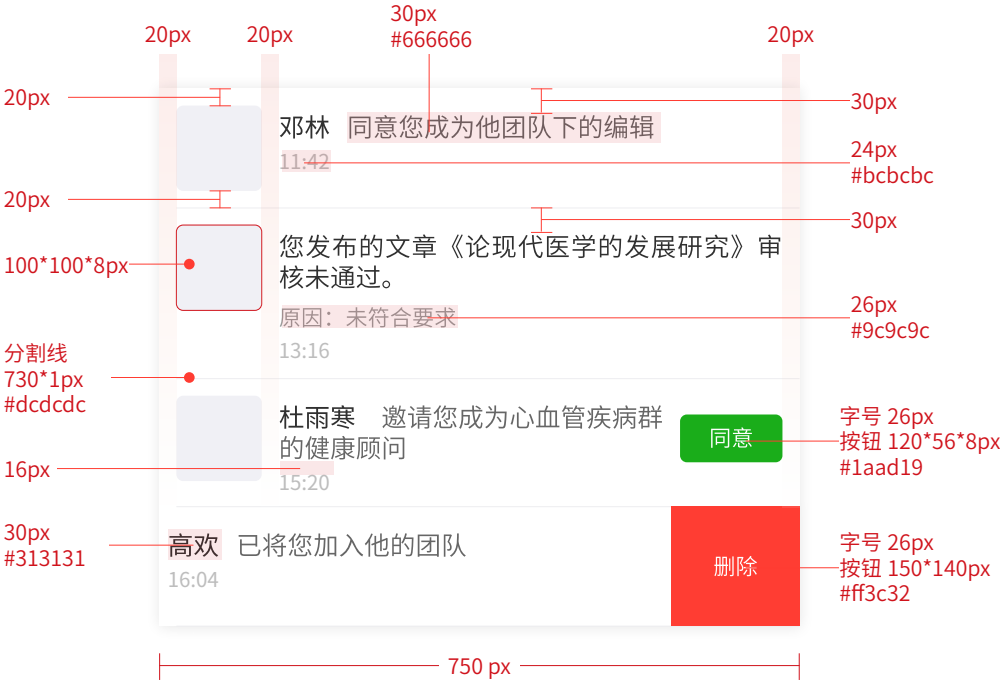 30px
#666666
20px
20px
20px
20px
30px
邓林 同意您成为他团队下的编辑
11:42
24px
#bcbcbc
20px
30px
您发布的文章《论现代医学的发展研究》审
核未通过。
100*100*8px
原因：未符合要求
26px
#9c9c9c
13:16
分割线
730*1px
#dcdcdc
杜雨寒 邀请您成为心血管疾病群
的健康顾问
同意
字号 26px
按钮 120*56*8px
#1aad19
16px
15:20
30px
#313131
高欢 已将您加入他的团队
16:04
删除
字号 26px
按钮 150*140px
#ff3c32
750 px